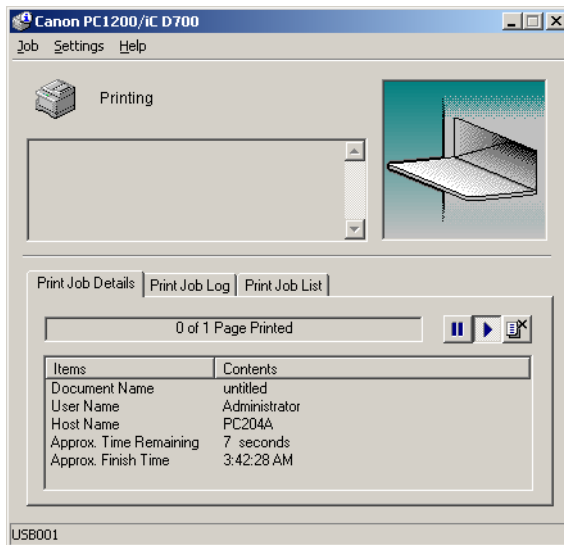 Canon PC1200/iC D700
Job Settings Help
Printing
Print Job Details Print Job Log Print Job List
0 of 1 Page Printed
Items Contents
Document Name untitled
User Name Administrator
Host Name PC204A
Approx. Time Remaining 7 seconds
Approx. Finish Time 3:42:28 AM
USB001